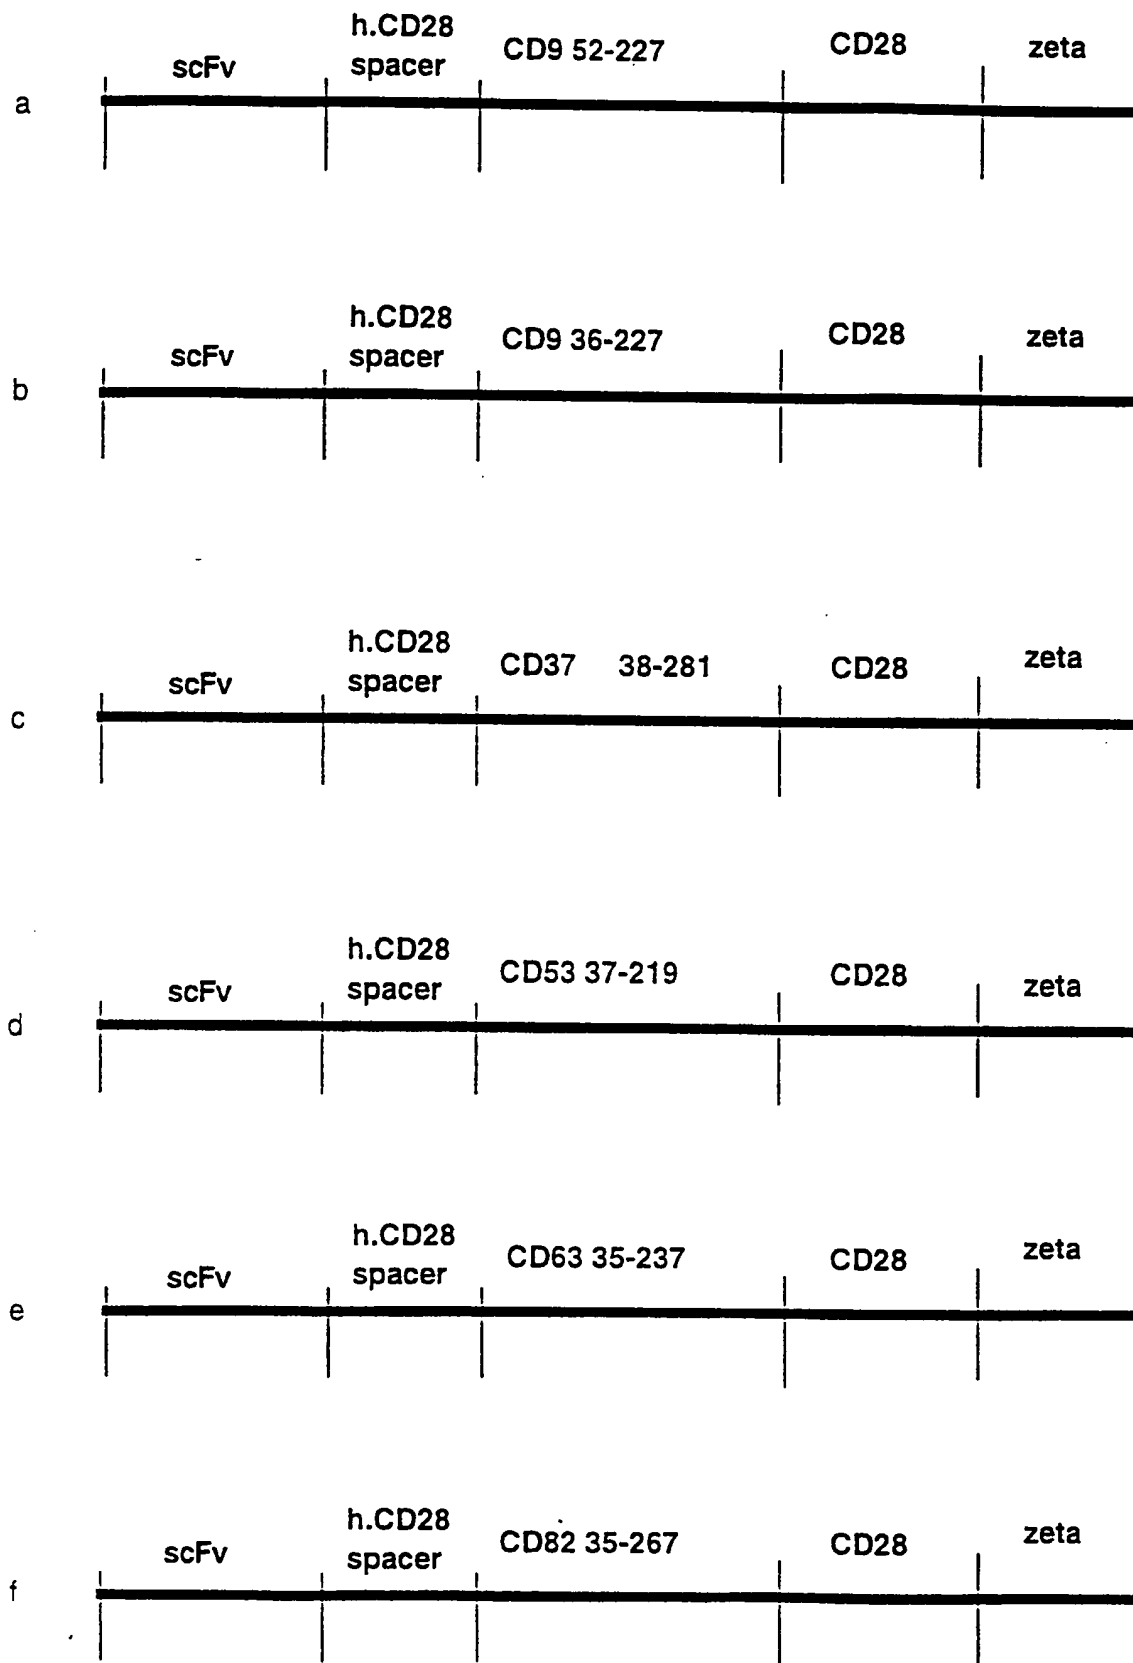 a
scFv
h.CD28
spacer
CD9 52-227
CD28
zeta
b
scFv
h.CD28
spacer
CD9 36-227
CD28
zeta
c
scFv
h.CD28
spacer
CD37 38-281
CD28
zeta
d
scFv
h.CD28
spacer
CD53 37-219
CD28
zeta
e
scFv
h.CD28
spacer
CD63 35-237
CD28
zeta
f
scFv
h.CD28
spacer
CD82 35-267
CD28
zeta